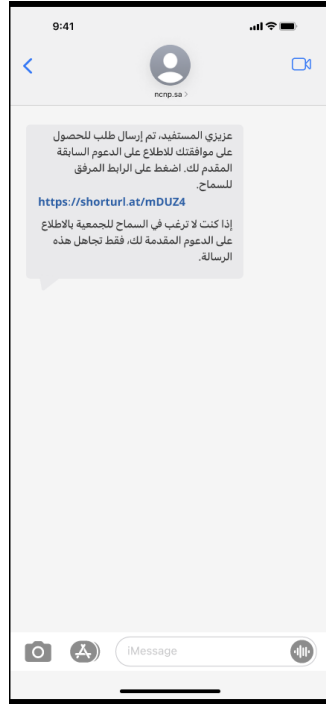 9:41
ncnp.sa >
عزيزي المستفيد، تم إرسال طلب للحصول
على موافقتك للاطلاع على الدعوم السابقة
المقدم لك. اضغط على الرابط المرفق
للسماح.
https://shorturl.at/mDUZ4
إذا كنت لا ترغب في السماح للجمعية بالاطلاع
على الدعوم المقدمة لك، فقط تجاهل هذه
الرسالة.
iMessage